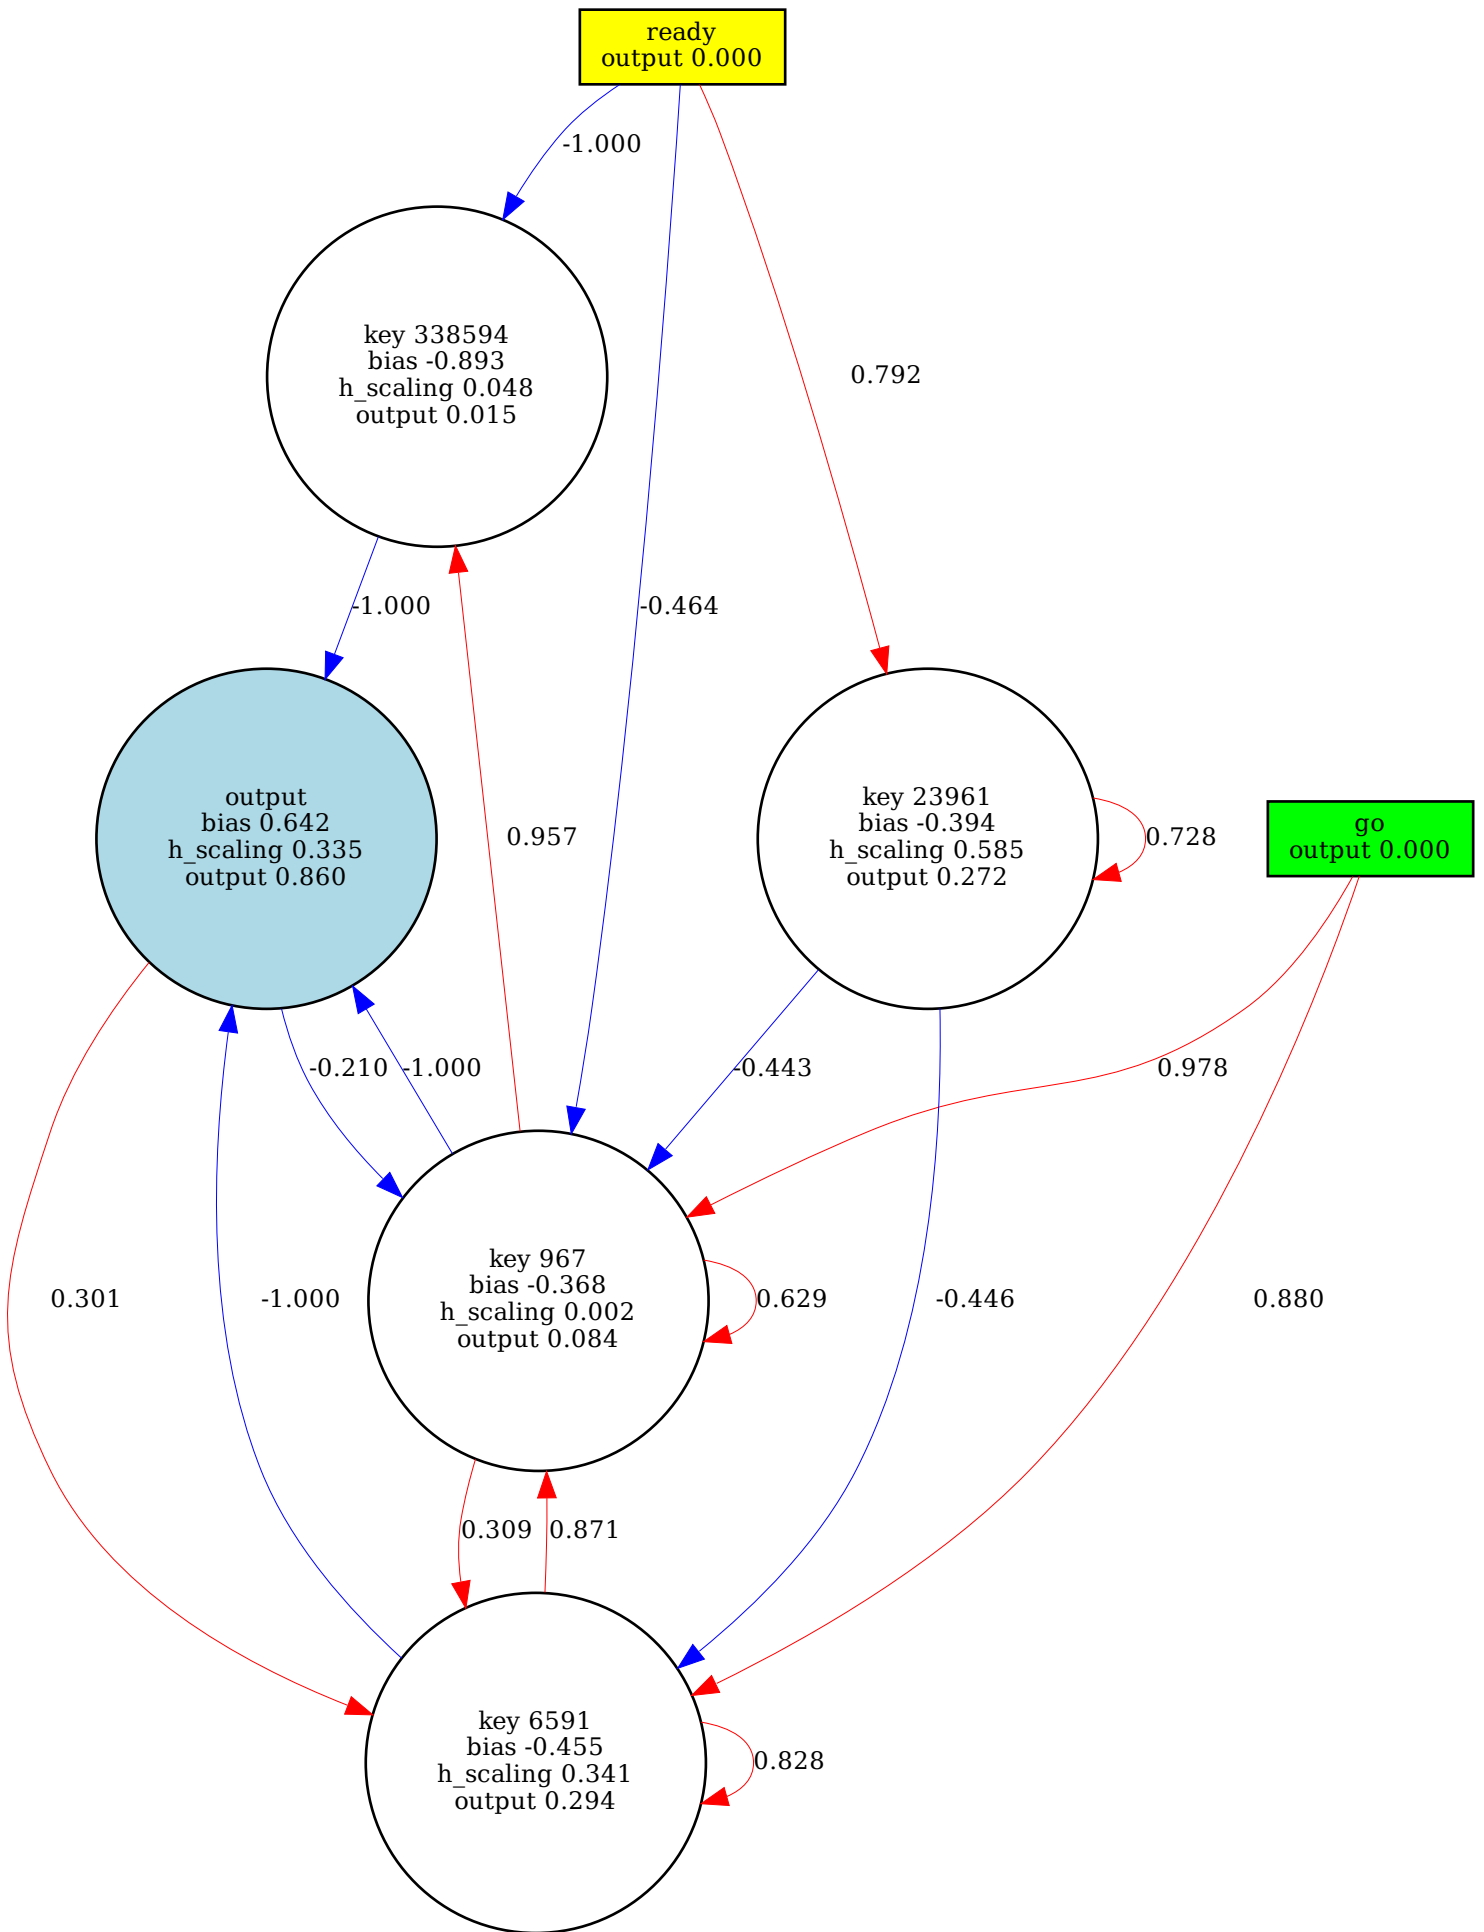 ready
output 0.000
-1.000
key 338594
bias -0.893
h_scaling 0.048
output 0.015
0.792
-1.000
-0.464
output
bias 0.642
h_scaling 0.335
output 0.860
0.957
key 23961
bias -0.394
h_scaling 0.585
output 0.272
0.728
go
output 0.000
-0.210
-1.000
-0.443
0.978
0.301
-1.000
key 967
bias -0.368
h_scaling 0.002
output 0.084
0.629
-0.446
0.880
0.309
0.871
key 6591
bias -0.455
h_scaling 0.341
output 0.294
0.828